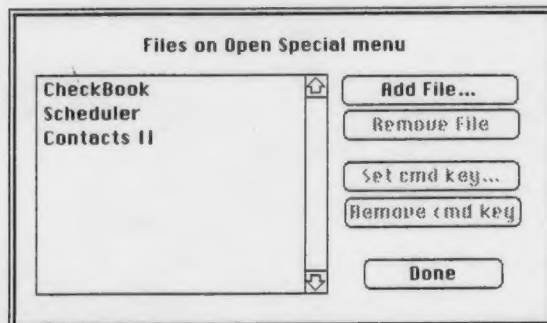 Files on Open Special menu
CheckBook
Scheduler
Contacts II
Add File...
Remove File
Set cmd key...
Remove cmd key
Done